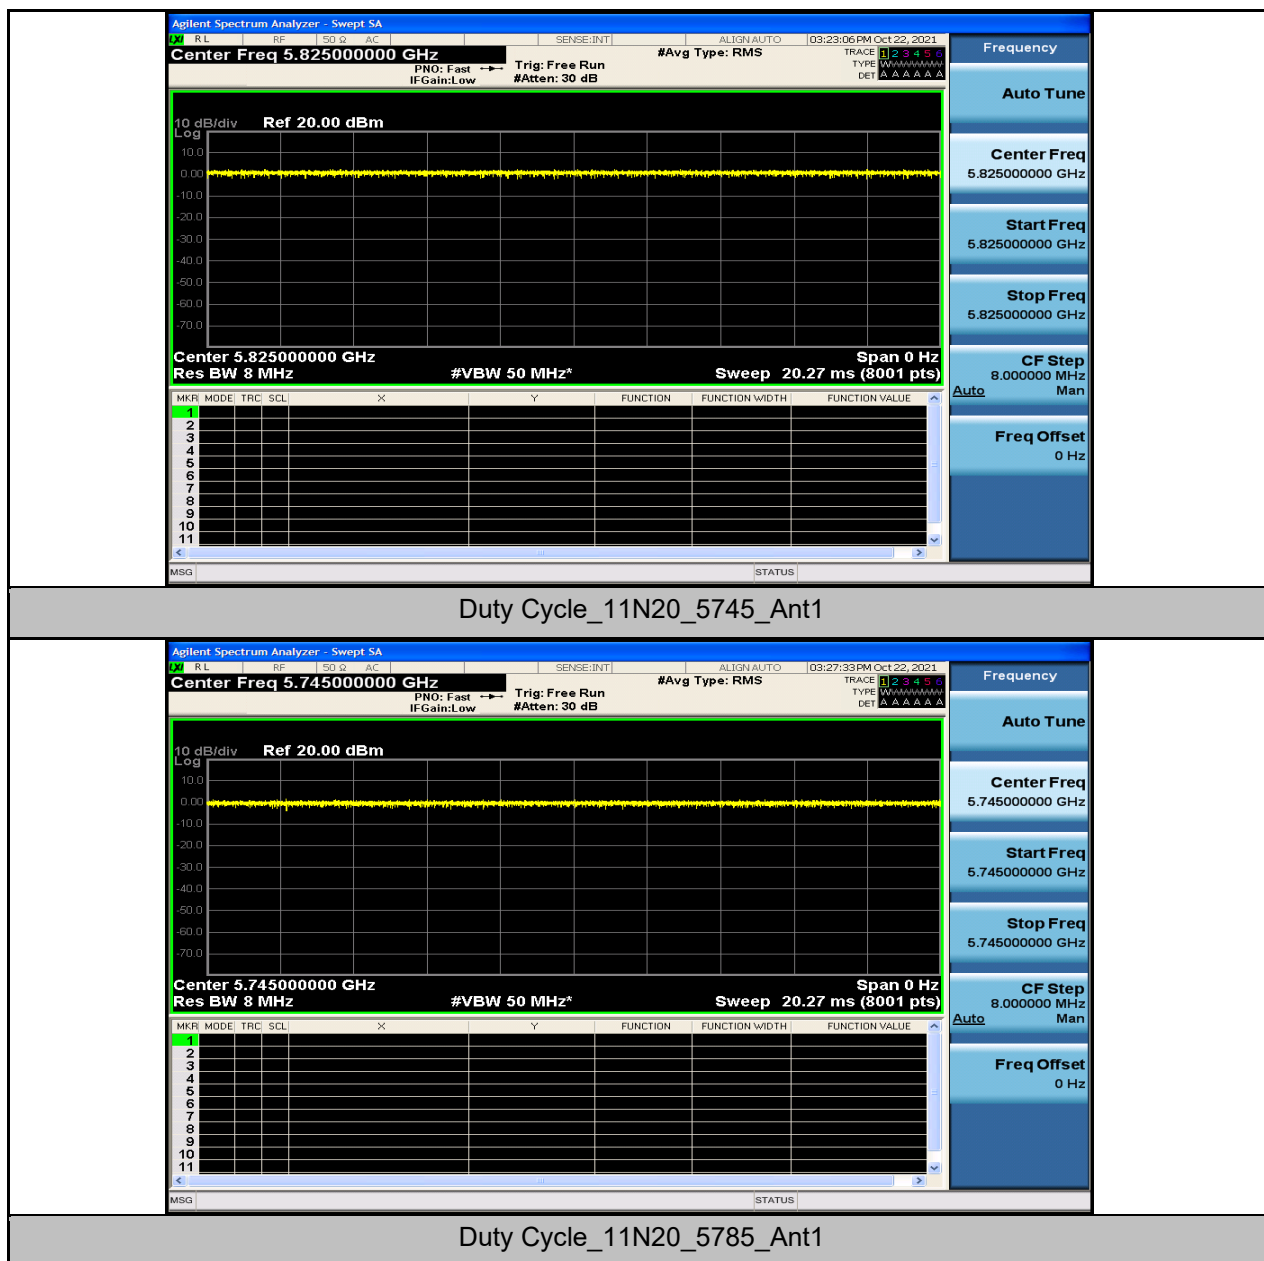 Agilent Spectrum Analyzer - Swept SA
LXI RL RF 50 Ω AC SENSE:INT ALIGN AUTO 03:23:06 PM Oct 22, 2021
Center Freq 5.825000000 GHz #Avg Type: RMS TRACE 1 2 3 4 5 6
PNO: Fast Trig: Free Run TYPE
IFGain:Low #Atten: 30 dB DET A A A A A A
10 dB/div Ref 20.00 dBm
Log
10.0
0.00
-10.0
-20.0
-30.0
-40.0
-50.0
-60.0
-70.0
Center 5.825000000 GHz Span 0 Hz
Res BW 8 MHz #VBW 50 MHz* Sweep 20.27 ms (8001 pts)
MKR MODE TRC SCL X Y FUNCTION FUNCTION WIDTH FUNCTION VALUE
1
2
3
4
5
6
7
8
9
10
11
MSG STATUS
Frequency
Auto Tune
Center Freq
5.825000000 GHz
Start Freq
5.825000000 GHz
Stop Freq
5.825000000 GHz
CF Step
8.000000 MHz
Auto Man
Freq Offset
0 Hz
Duty Cycle_11N20_5745_Ant1
Agilent Spectrum Analyzer - Swept SA
LXI RL RF 50 Ω AC SENSE:INT ALIGN AUTO 03:27:33 PM Oct 22, 2021
Center Freq 5.745000000 GHz #Avg Type: RMS TRACE 1 2 3 4 5 6
PNO: Fast Trig: Free Run TYPE
IFGain:Low #Atten: 30 dB DET A A A A A A
10 dB/div Ref 20.00 dBm
Log
10.0
0.00
-10.0
-20.0
-30.0
-40.0
-50.0
-60.0
-70.0
Center 5.745000000 GHz Span 0 Hz
Res BW 8 MHz #VBW 50 MHz* Sweep 20.27 ms (8001 pts)
MKR MODE TRC SCL X Y FUNCTION FUNCTION WIDTH FUNCTION VALUE
1
2
3
4
5
6
7
8
9
10
11
MSG STATUS
Frequency
Auto Tune
Center Freq
5.745000000 GHz
Start Freq
5.745000000 GHz
Stop Freq
5.745000000 GHz
CF Step
8.000000 MHz
Auto Man
Freq Offset
0 Hz
Duty Cycle_11N20_5785_Ant1